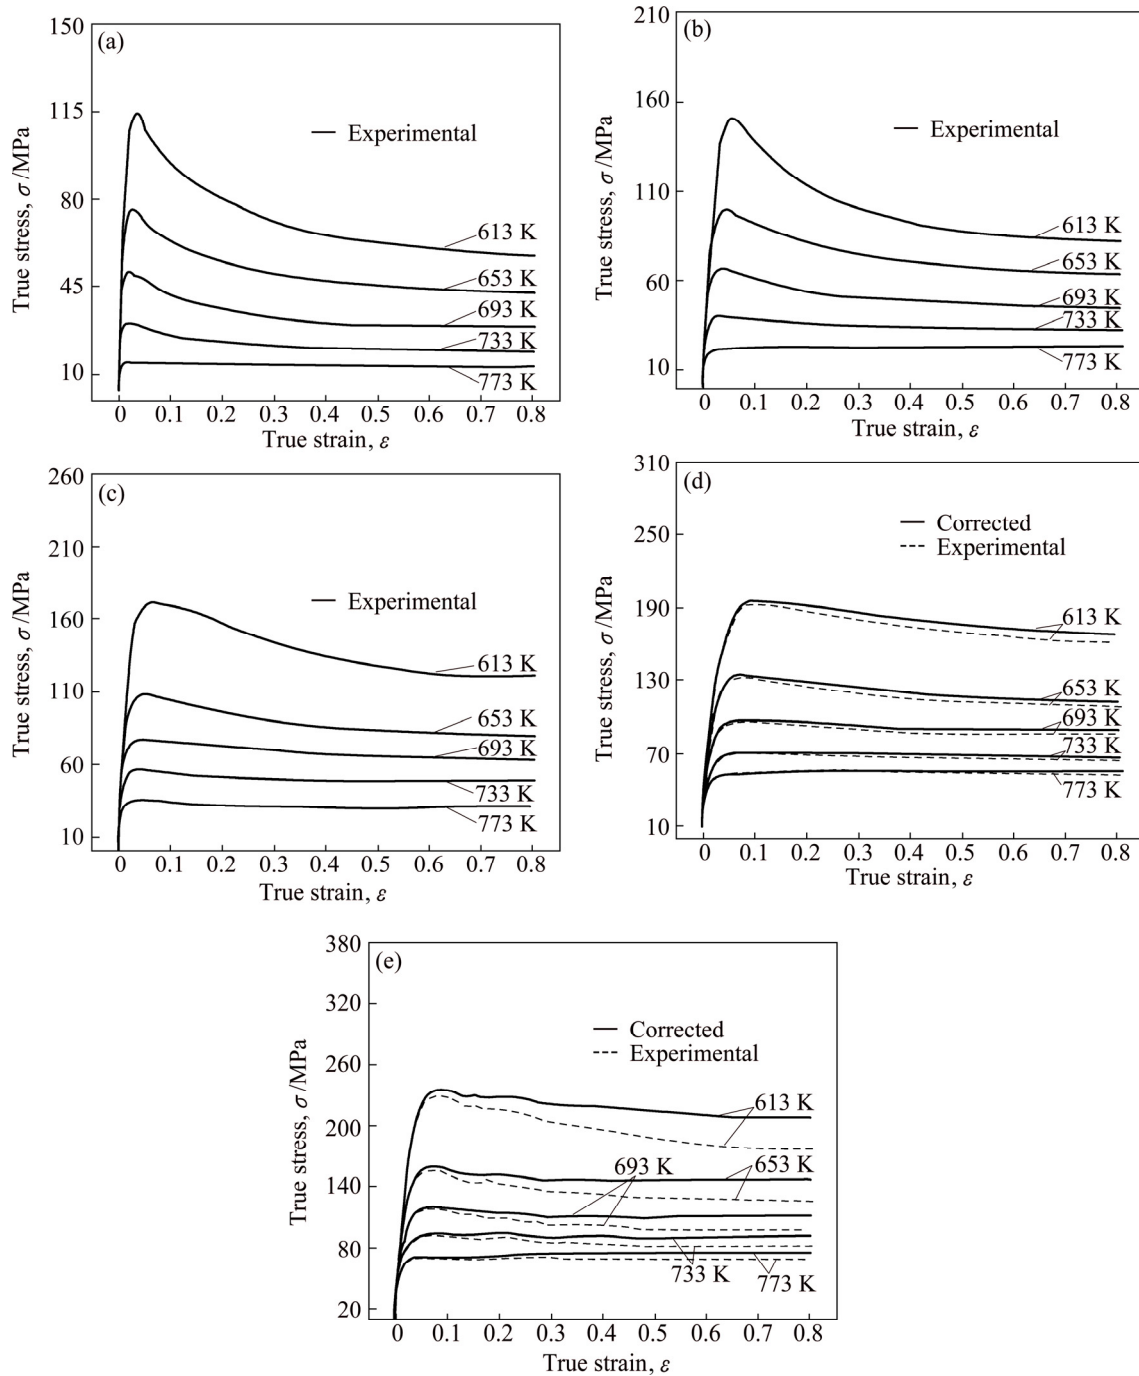 (a)
150
115
80
45
10
True stress, σ/MPa
Experimental
613 K
653 K
693 K
733 K
773 K
0 0.1 0.2 0.3 0.4 0.5 0.6 0.7 0.8
True strain, ε
(b)
210
160
110
60
10
True stress, σ/MPa
Experimental
613 K
653 K
693 K
733 K
773 K
0 0.1 0.2 0.3 0.4 0.5 0.6 0.7 0.8
True strain, ε
(c)
260
210
160
110
60
10
True stress, σ/MPa
Experimental
613 K
653 K
693 K
733 K
773 K
0 0.1 0.2 0.3 0.4 0.5 0.6 0.7 0.8
True strain, ε
(d)
310
250
190
130
70
10
True stress, σ/MPa
Corrected
Experimental
613 K
653 K
693 K
733 K
773 K
0 0.1 0.2 0.3 0.4 0.5 0.6 0.7 0.8
True strain, ε
(e)
380
320
260
200
140
80
20
True stress, σ/MPa
Corrected
Experimental
613 K
693 K 653 K
733 K 773 K
0 0.1 0.2 0.3 0.4 0.5 0.6 0.7 0.8
True strain, ε